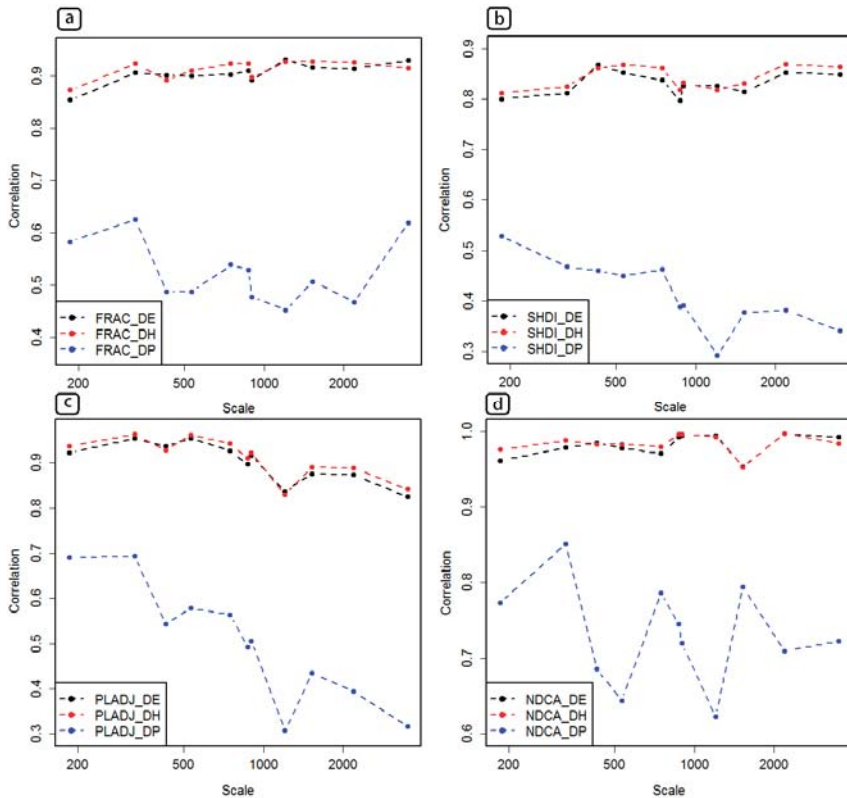 a
Correlation
0.9
0.8
0.7
0.6
0.5
0.4
FRAC_DE
FRAC_DH
FRAC_DP
200
500
1000
2000
Scale
b
Correlation
0.9
0.8
0.7
0.6
0.5
0.4
0.3
SHDI_DE
SHDI_DH
SHDI_DP
200
500
1000
2000
Scale
c
Correlation
0.9
0.8
0.7
0.6
0.5
0.4
0.3
PLADJ_DE
PLADJ_DH
PLADJ_DP
200
500
1000
2000
Scale
d
Correlation
1.0
0.9
0.8
0.7
0.6
NDCA_DE
NDCA_DH
NDCA_DP
200
500
1000
2000
Scale